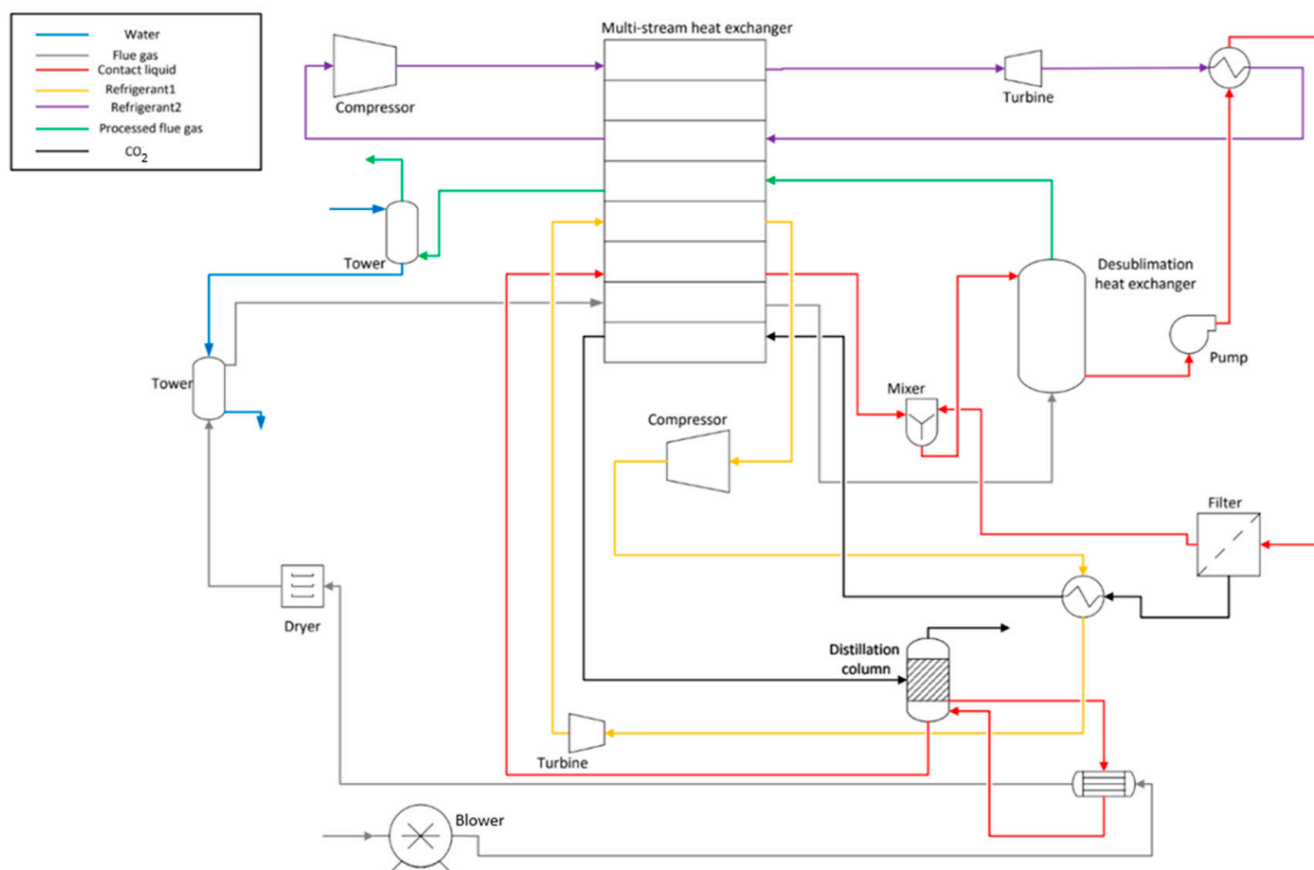 Water
Flue gas
Contact liquid
Refrigerant1
Refrigerant2
Processed flue gas
CO2
Multi-stream heat exchanger
Compressor
Turbine
Tower
Desublimation
heat exchanger
Pump
Tower
Mixer
Compressor
Filter
Dryer
Distillation
column
Turbine
Blower